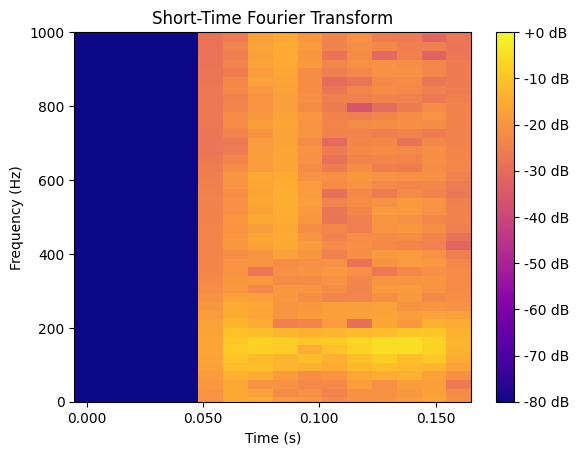 Short-Time Fourier Transform
Frequency (Hz)
1000
800
600
400
200
0
0.000
0.050
0.100
0.150
Time (s)
+0 dB
-10 dB
-20 dB
-30 dB
-40 dB
-50 dB
-60 dB
-70 dB
-80 dB